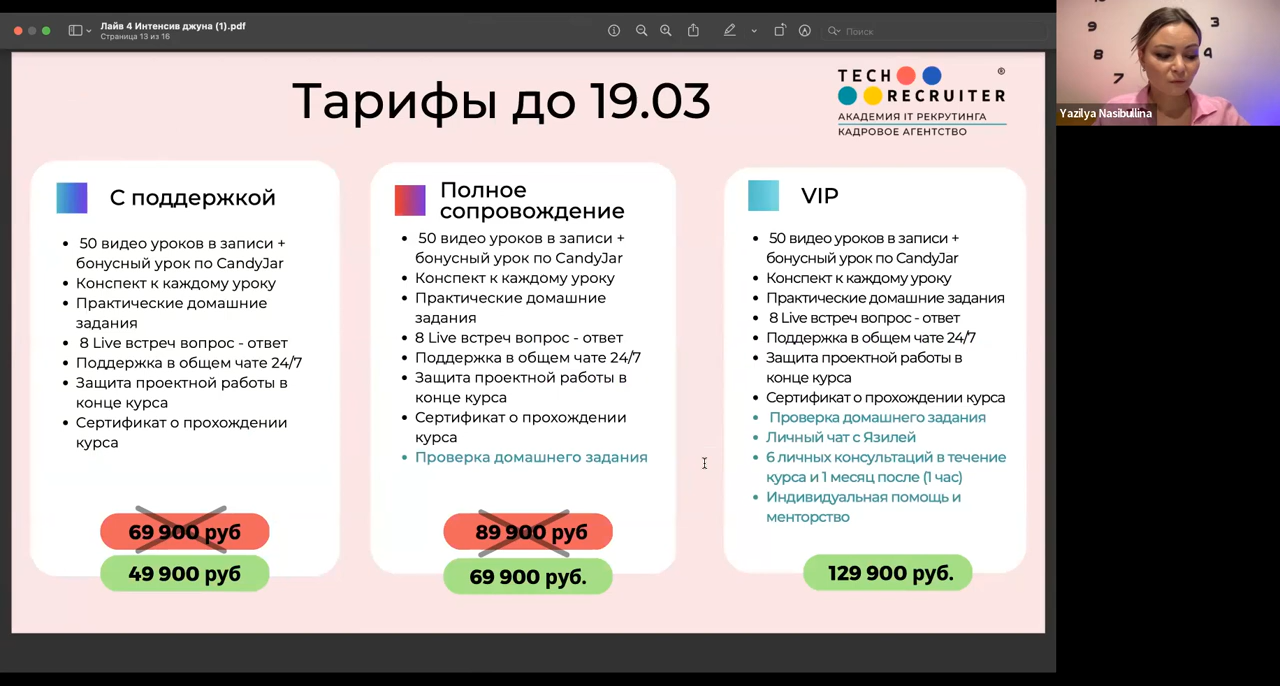 Лайв 4 Интенсив джуна (1).pdf
Страница 13 из 16
Поиск
9
3
8
4
7
Yazilya Nasibullina
Тарифы до 19.03
TECH
®
RECRUITER
АКАДЕМИЯ IT РЕКРУТИНГА
КАДРОВОЕ АГЕНТСТВО
С поддержкой
• 50 видео уроков в записи +
бонусный урок по CandyJar
• Конспект к каждому уроку
• Практические домашние
задания
• 8 Live встреч вопрос - ответ
• Поддержка в общем чате 24/7
• Защита проектной работы в
конце курса
• Сертификат о прохождении
курса
69 900 руб
49 900 руб
Полное
сопровождение
• 50 видео уроков в записи +
бонусный урок по CandyJar
• Конспект к каждому уроку
• Практические домашние
задания
• 8 Live встреч вопрос - ответ
• Поддержка в общем чате 24/7
• Защита проектной работы в
конце курса
• Сертификат о прохождении
курса
• Проверка домашнего задания
89 900 руб
69 900 руб.
VIP
• 50 видео уроков в записи +
бонусный урок по CandyJar
• Конспект к каждому уроку
• Практические домашние задания
• 8 Live встреч вопрос - ответ
• Поддержка в общем чате 24/7
• Защита проектной работы в
конце курса
• Сертификат о прохождении курса
• Проверка домашнего задания
• Личный чат с Язилей
• 6 личных консультаций в течение
курса и 1 месяц после (1 час)
• Индивидуальная помощь и
менторство
129 900 руб.